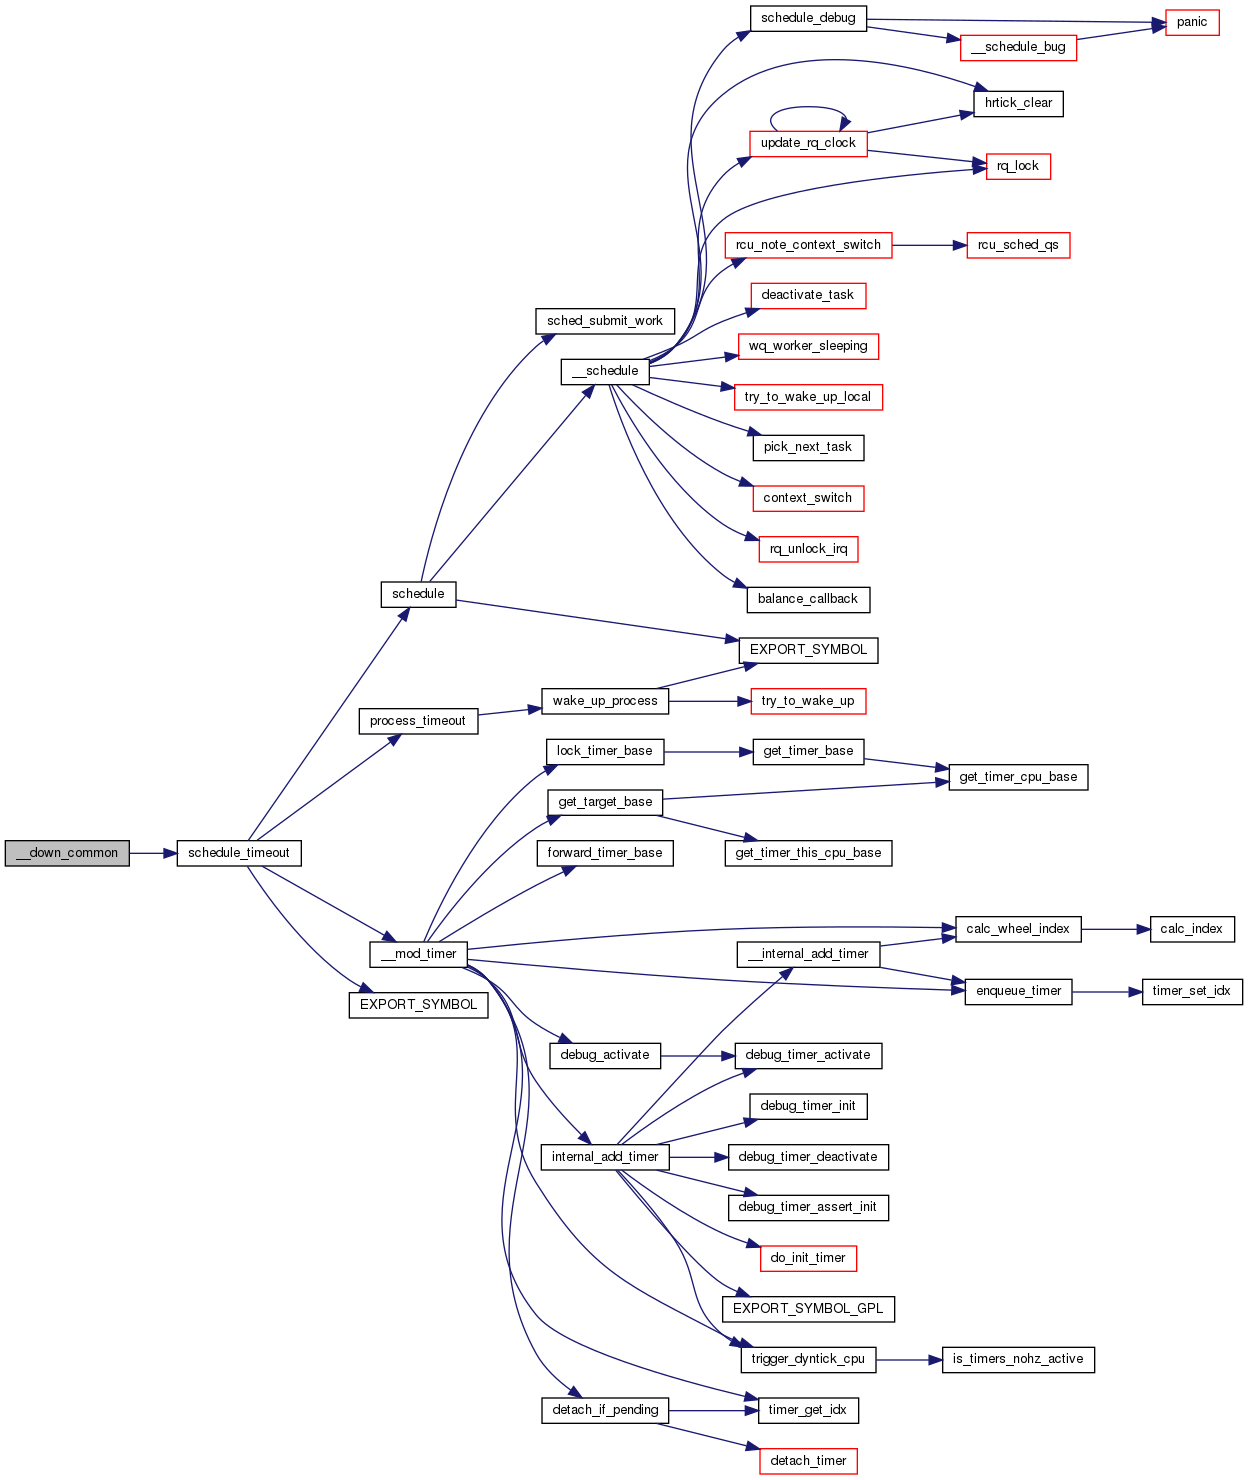 schedule_debug
panic
__schedule_bug
hrtick_clear
update_rq_clock
rq_lock
rcu_note_context_switch
rcu_sched_qs
deactivate_task
sched_submit_work
wq_worker_sleeping
__schedule
try_to_wake_up_local
pick_next_task
context_switch
rq_unlock_irq
schedule
balance_callback
EXPORT_SYMBOL
wake_up_process
try_to_wake_up
process_timeout
lock_timer_base
get_timer_base
get_timer_cpu_base
get_target_base
__down_common
schedule_timeout
forward_timer_base
get_timer_this_cpu_base
calc_wheel_index
calc_index
__mod_timer
__internal_add_timer
enqueue_timer
timer_set_idx
EXPORT_SYMBOL
debug_activate
debug_timer_activate
debug_timer_init
internal_add_timer
debug_timer_deactivate
debug_timer_assert_init
do_init_timer
EXPORT_SYMBOL_GPL
trigger_dyntick_cpu
is_timers_nohz_active
detach_if_pending
timer_get_idx
detach_timer